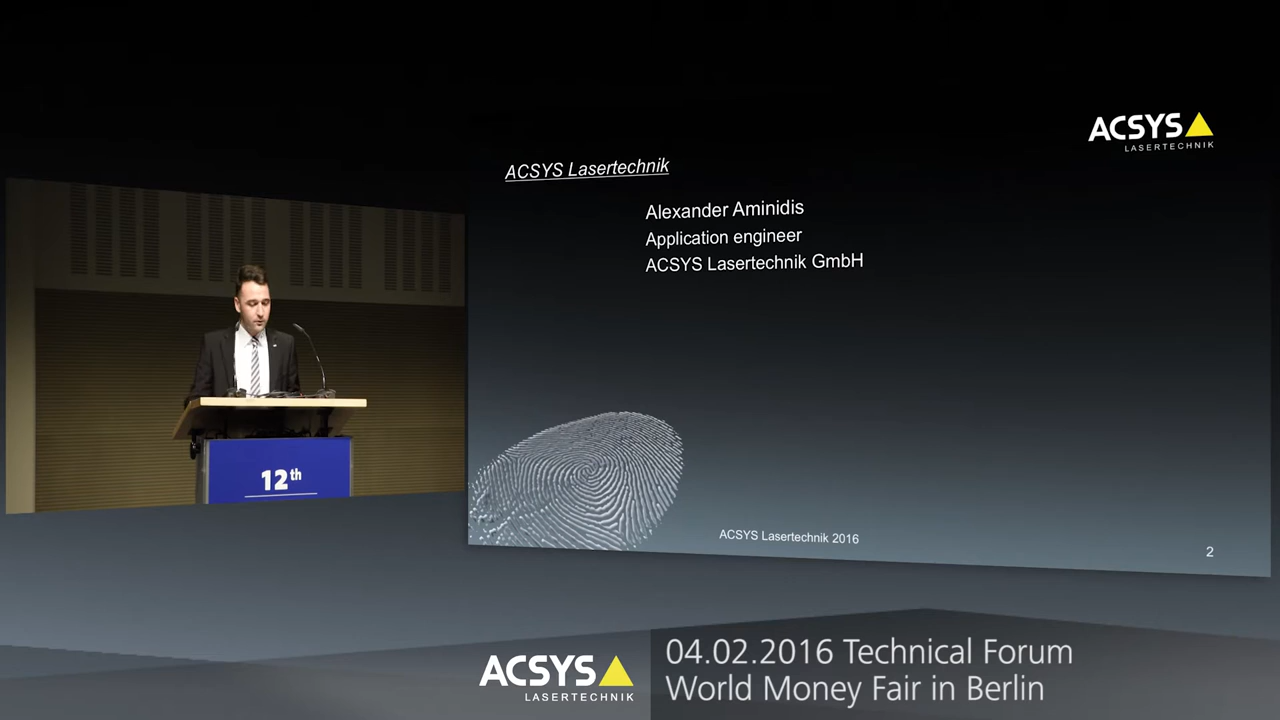 ACSYS
LASERTECHNIK
ACSYS Lasertechnik
Alexander Aminidis
Application engineer
ACSYS Lasertechnik GmbH
12th
ACSYS Lasertechnik 2016
2
ACSYS
LASERTECHNIK
04.02.2016 Technical Forum
World Money Fair in Berlin